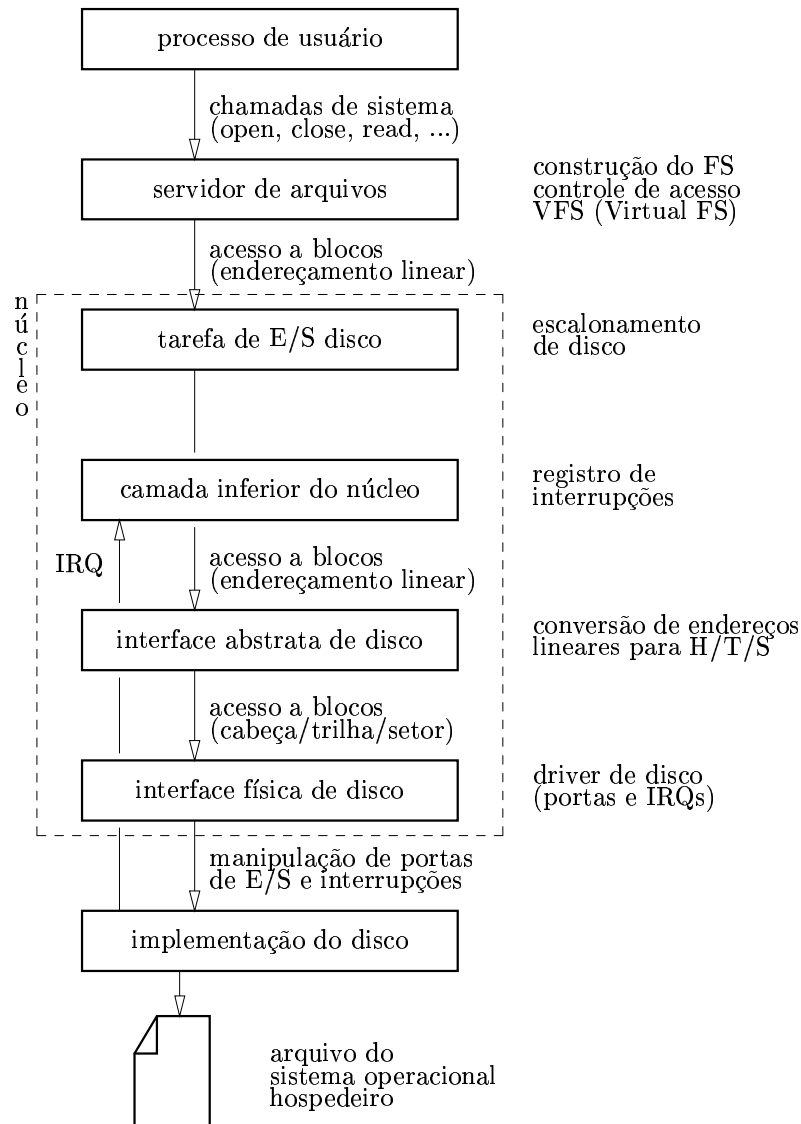 processo de usuário
chamadas de sistema
(open, close, read, ...)
servidor de arquivos
construção do FS
controle de acesso
VFS (Virtual FS)
acesso a blocos
(endereçamento linear)
núcleo
tarefa de E/S disco
escalonamento
de disco
camada inferior do núcleo
registro de
interrupções
IRQ
acesso a blocos
(endereçamento linear)
interface abstrata de disco
conversão de endereços
lineares para H/T/S
acesso a blocos
(cabeça/trilha/setor)
interface física de disco
driver de disco
(portas e IRQs)
manipulação de portas
de E/S e interrupções
implementação do disco
arquivo do
sistema operacional
hospedeiro